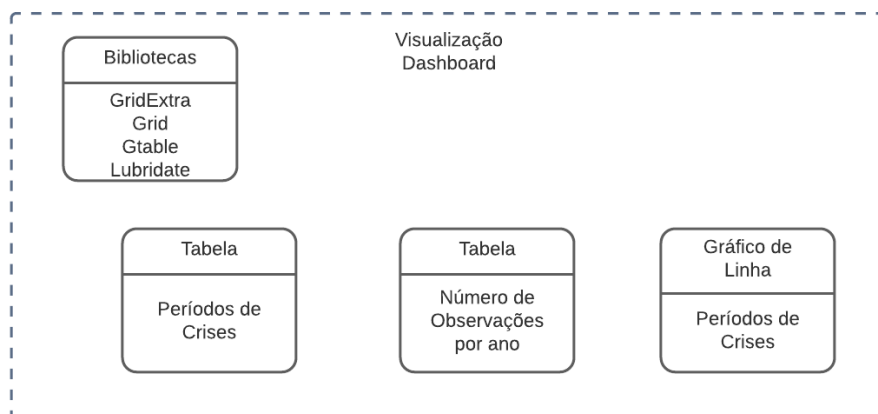 Visualização
Dashboard
Bibliotecas
GridExtra
Grid
Gtable
Lubridate
Tabela
Períodos de
Crises
Tabela
Número de
Observações
por ano
Gráfico de
Linha
Períodos de
Crises